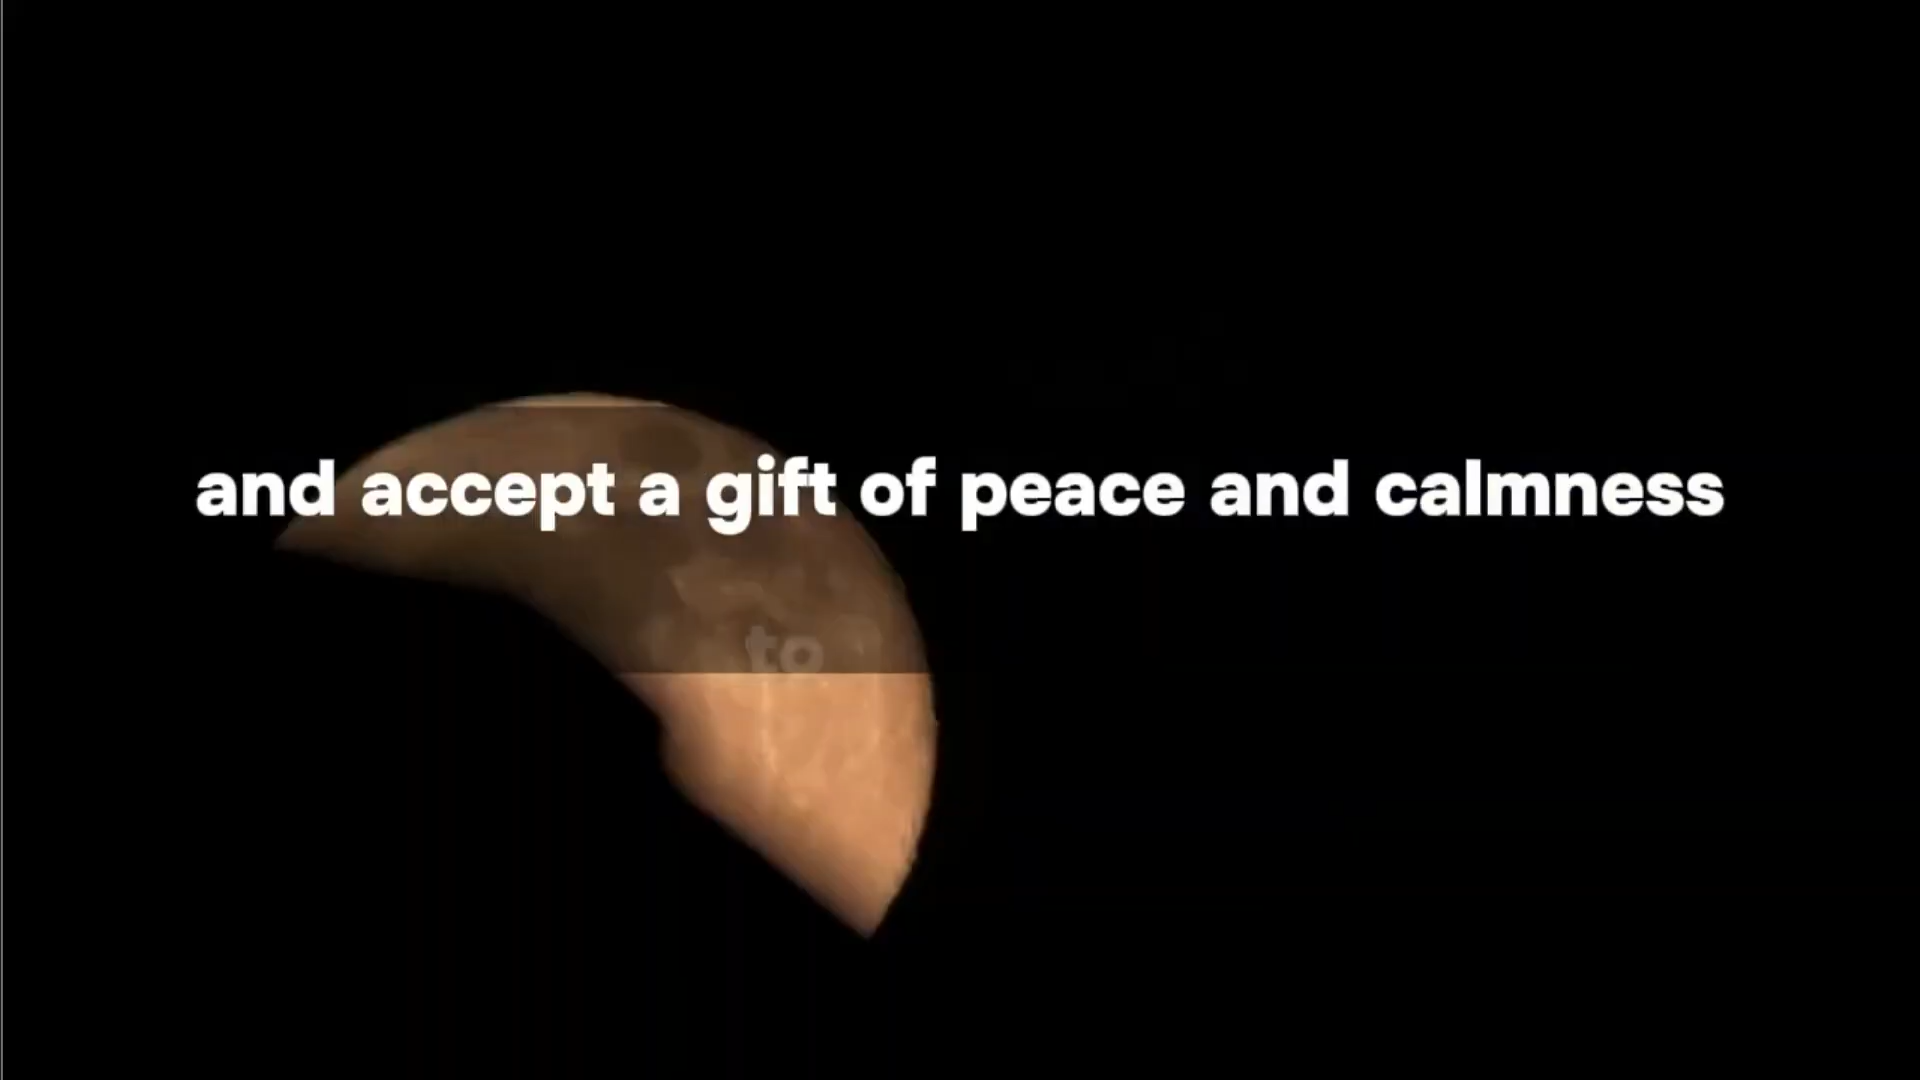 and accept a gift of peace and calmness
to